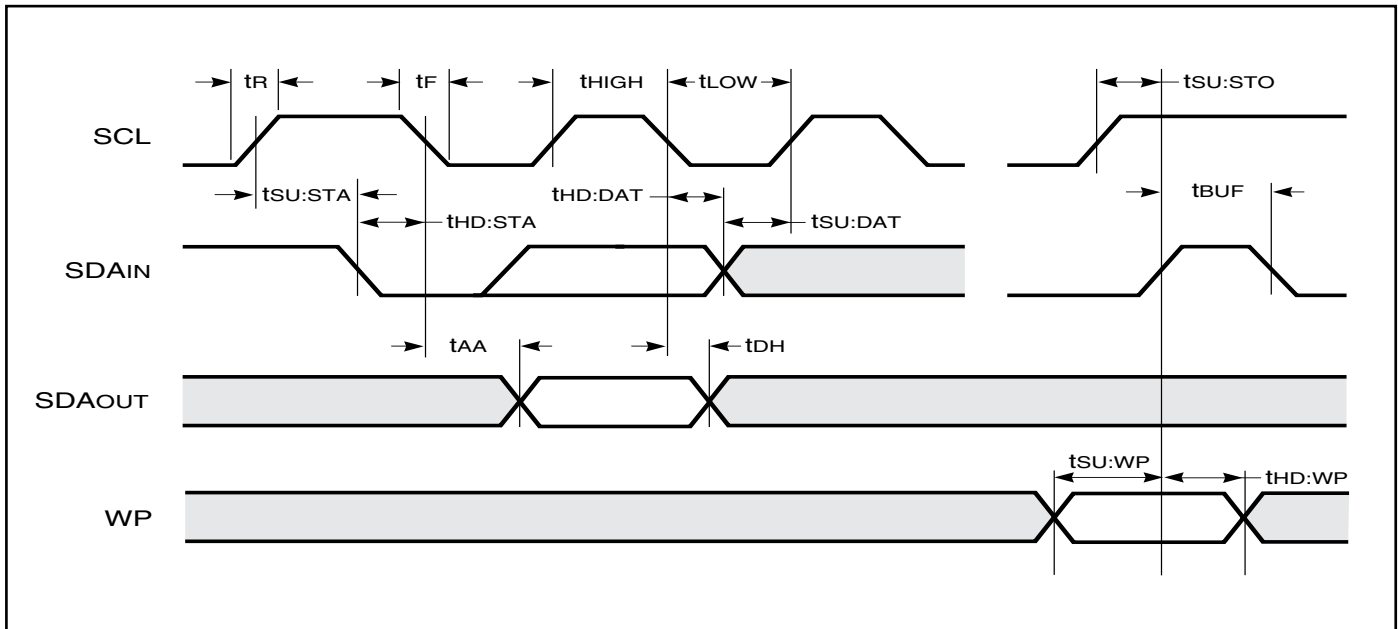 tR
tF
tHIGH
tLOW
tSU:STO
SCL
tSU:STA
tHD:STA
tHD:DAT
tSU:DAT
tBUF
SDAIN
tAA
tDH
SDAOUT
tSU:WP
tHD:WP
WP